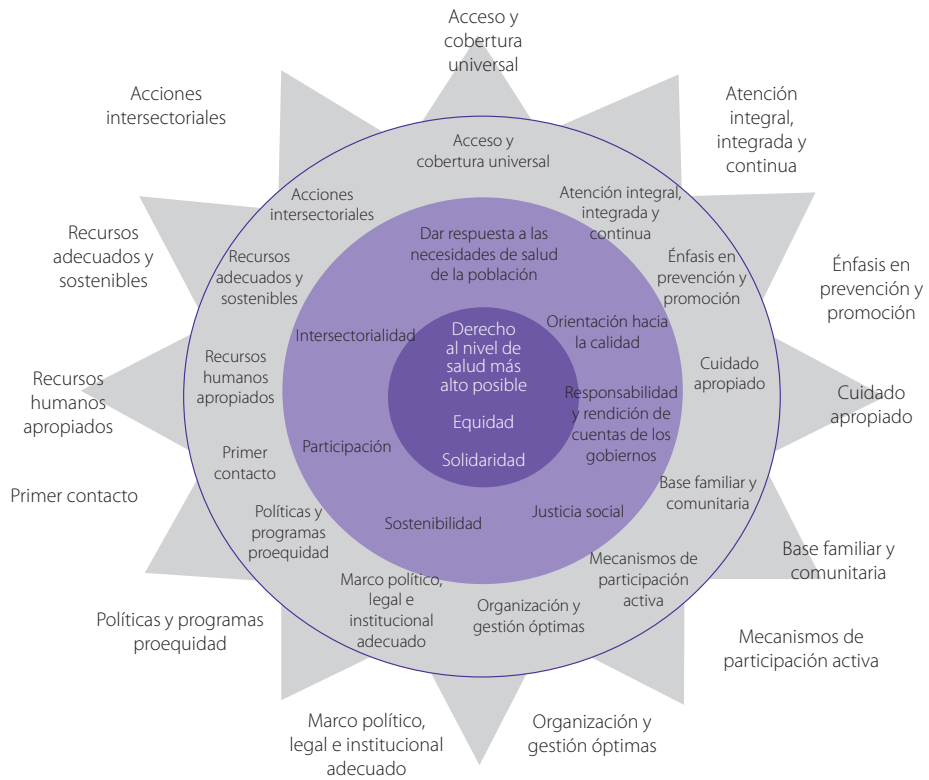 Acceso y
cobertura
universal
Acciones
intersectoriales
Atención
integral,
integrada y
continua
Recursos
adecuados y
sostenibles
Énfasis en
prevención y
promoción
Recursos
humanos
apropiados
Cuidado
apropiado
Primer contacto
Base familiar y
comunitaria
Políticas y programas
proequidad
Mecanismos de
participación activa
Marco político,
legal e institucional
adecuado
Organización y
gestión óptimas
Acceso y
cobertura universal
Acciones
intersectoriales
Atención integral,
integrada y
continua
Recursos
adecuados y
sostenibles
Énfasis en
prevención y
promoción
Recursos
humanos
apropiados
Cuidado
apropiado
Primer
contacto
Base familiar y
comunitaria
Políticas y
programas
proequidad
Mecanismos de
participación
activa
Marco político,
legal e
institucional
adecuado
Organización y
gestión óptimas
Dar respuesta a las
necesidades de salud
de la población
Intersectorialidad
Orientación hacia
la calidad
Participación
Responsabilidad
y rendición de
cuentas de los
gobiernos
Sostenibilidad
Justicia social
Derecho
al nivel de
salud más
alto posible
Equidad
Solidaridad